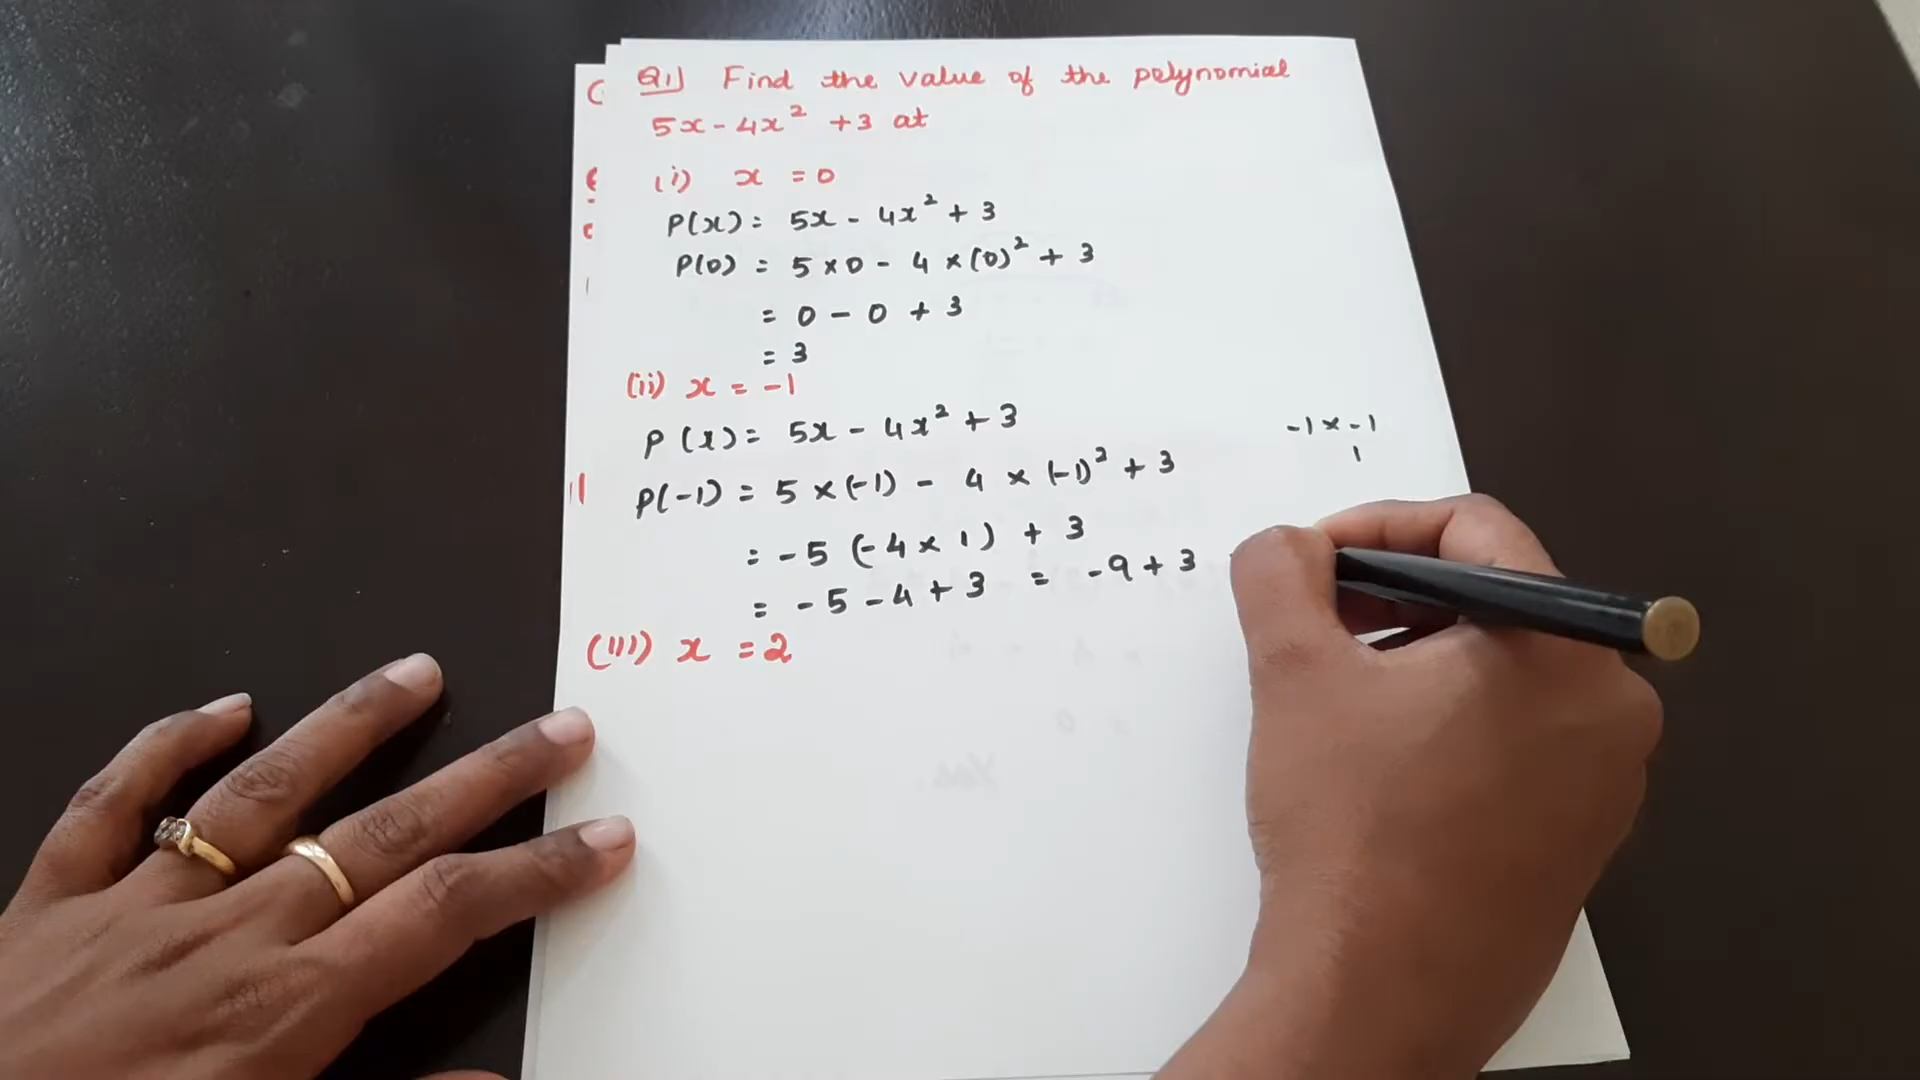 Q1) Find the value of the polynomial
5x - 4x² + 3 at
(i) x = 0
P(x) = 5x - 4x² + 3
P(0) = 5 × 0 - 4 × (0)² + 3
= 0 - 0 + 3
= 3
(ii) x = -1
P(x) = 5x - 4x² + 3
-1 × -1
1
P(-1) = 5 × (-1) - 4 × (-1)² + 3
= -5 (-4 × 1) + 3
= -5 - 4 + 3 = -9 + 3
(iii) x = 2